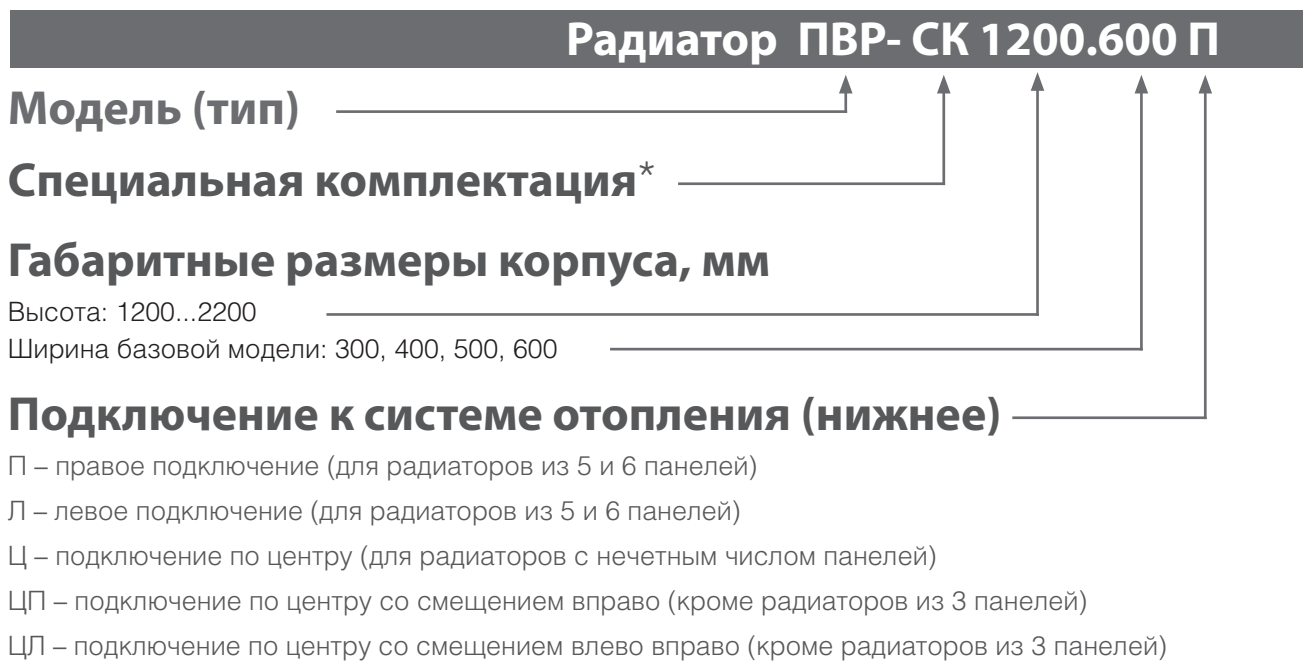 Радиатор ПВР- СК 1200.600 П
Модель (тип)
Специальная комплектация*
Габаритные размеры корпуса, мм
Высота: 1200...2200
Ширина базовой модели: 300, 400, 500, 600
Подключение к системе отопления (нижнее)
П – правое подключение (для радиаторов из 5 и 6 панелей)
Л – левое подключение (для радиаторов из 5 и 6 панелей)
Ц – подключение по центру (для радиаторов с нечетным числом панелей)
ЦП – подключение по центру со смещением вправо (кроме радиаторов из 3 панелей)
ЦЛ – подключение по центру со смещением влево вправо (кроме радиаторов из 3 панелей)